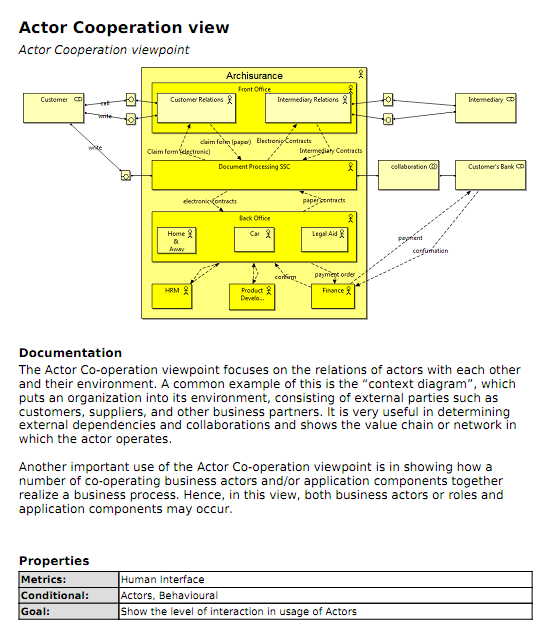 Actor Cooperation view
Actor Cooperation viewpoint
Archisurance
Front Office
Customer
call
write
Customer Relations
Intermediary Relations
Intermediary
claim form (paper)
Electronic Contracts
Claim form (electronic)
Intermediary Contracts
write
Document Processing SSC
collaboration
Customer's Bank
electronic contracts
paper contracts
Back Office
Home
&
Away
Car
Legal Aid
payment
confirmation
confirm
payment order
HRM
Product
Develo...
Finance
Documentation
The Actor Co-operation viewpoint focuses on the relations of actors with each other
and their environment. A common example of this is the “context diagram”, which
puts an organization into its environment, consisting of external parties such as
customers, suppliers, and other business partners. It is very useful in determining
external dependencies and collaborations and shows the value chain or network in
which the actor operates.
Another important use of the Actor Co-operation viewpoint is in showing how a
number of co-operating business actors and/or application components together
realize a business process. Hence, in this view, both business actors or roles and
application components may occur.
Properties
Metrics: Human Interface
Conditional: Actors, Behavioural
Goal: Show the level of interaction in usage of Actors